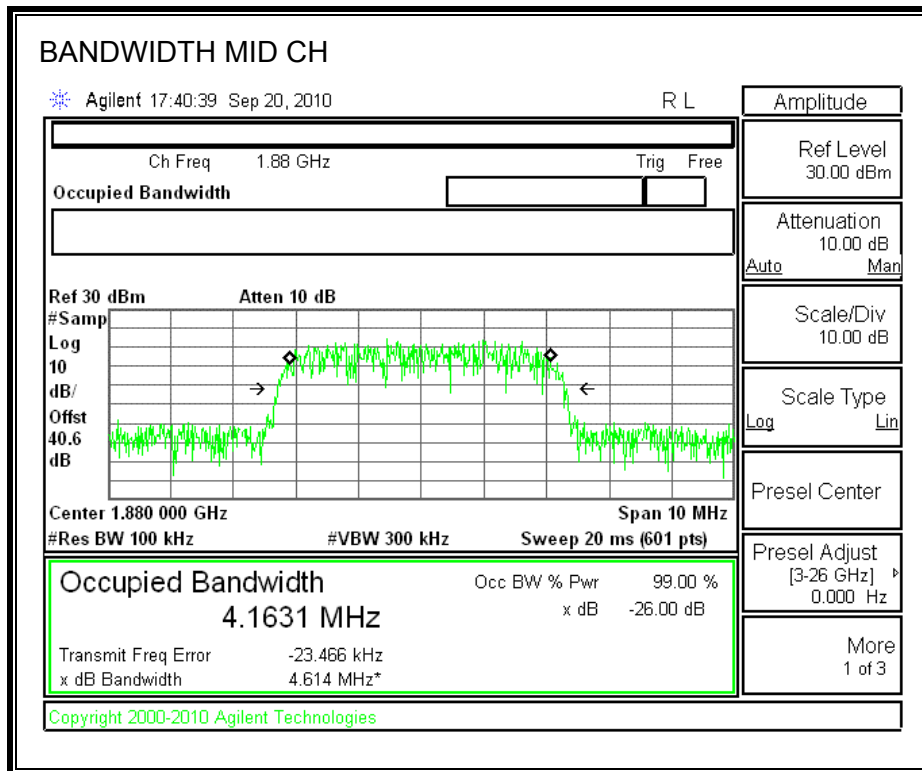 BANDWIDTH MID CH
Agilent 17:40:39 Sep 20, 2010 R L
Ch Freq 1.88 GHz Trig Free
Occupied Bandwidth
Ref 30 dBm Atten 10 dB
#Samp
Log
10
dB/
Offst
40.6
dB
Center 1.880 000 GHz Span 10 MHz
#Res BW 100 kHz #VBW 300 kHz Sweep 20 ms (601 pts)
Occupied Bandwidth Occ BW % Pwr 99.00 %
4.1631 MHz x dB -26.00 dB
Transmit Freq Error -23.466 kHz
x dB Bandwidth 4.614 MHz*
Copyright 2000-2010 Agilent Technologies
Amplitude
Ref Level
30.00 dBm
Attenuation
10.00 dB
Auto Man
Scale/Div
10.00 dB
Scale Type
Log Lin
Presel Center
Presel Adjust
[3-26 GHz]
0.000 Hz
More
1 of 3